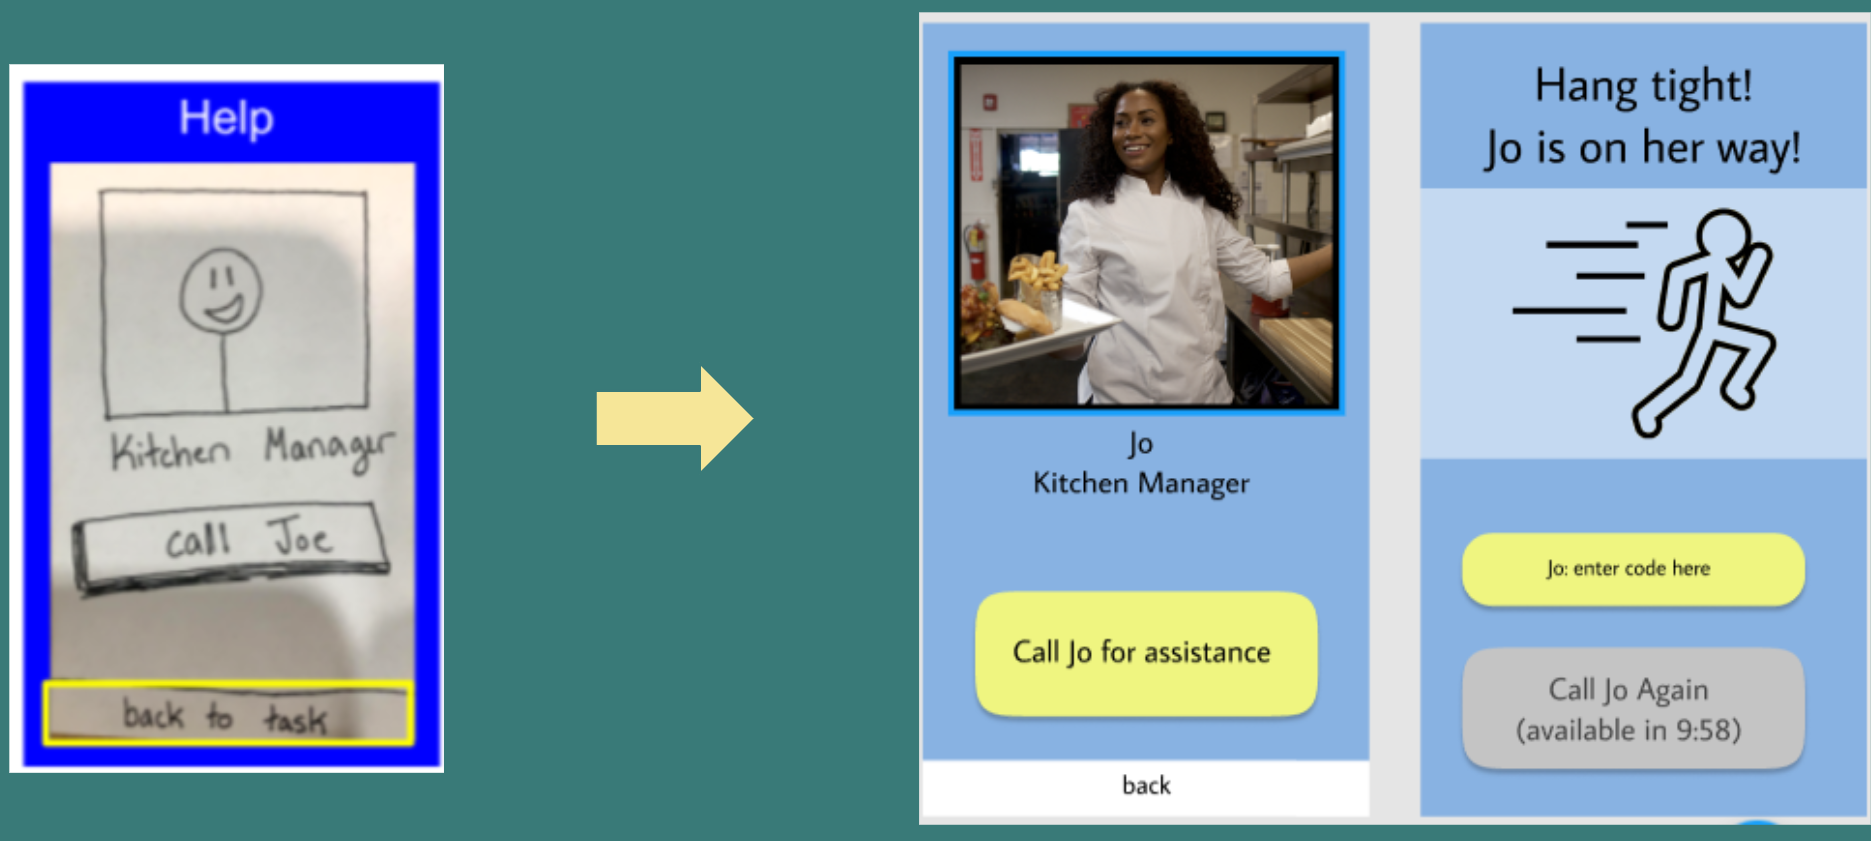 Help
Kitchen Manager
call Joe
back to task
Jo
Kitchen Manager
Call Jo for assistance
back
Hang tight!
Jo is on her way!
Jo: enter code here
Call Jo Again
(available in 9:58)